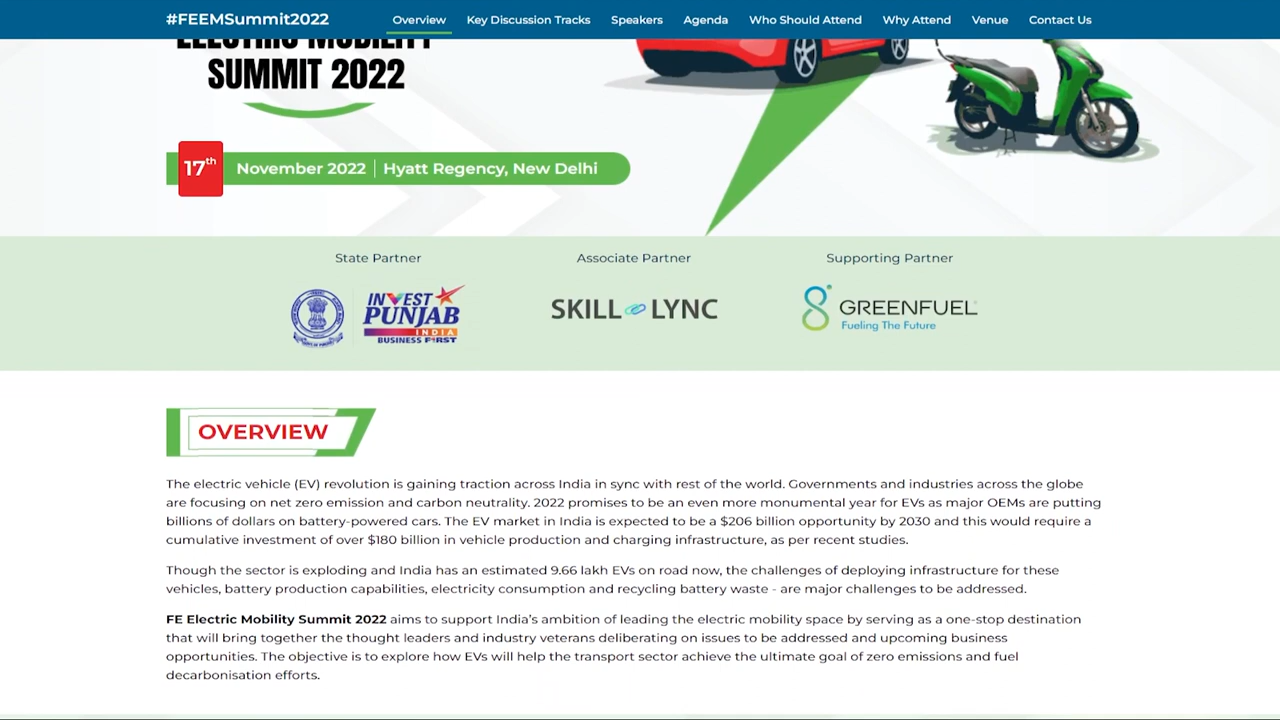 #FEEMSummit2022
Overview
Key Discussion Tracks
Speakers
Agenda
Who Should Attend
Why Attend
Venue
Contact Us
ELECTRIC MOBILITY
SUMMIT 2022
17th November 2022 | Hyatt Regency, New Delhi
State Partner
Associate Partner
Supporting Partner
INVEST
PUNJAB
INDIA
BUSINESS FIRST
SKILL LYNC
GREENFUEL
Fueling The Future
OVERVIEW
The electric vehicle (EV) revolution is gaining traction across India in sync with rest of the world. Governments and industries across the globe
are focusing on net zero emission and carbon neutrality. 2022 promises to be an even more monumental year for EVs as major OEMs are putting
billions of dollars on battery-powered cars. The EV market in India is expected to be a $206 billion opportunity by 2030 and this would require a
cumulative investment of over $180 billion in vehicle production and charging infrastructure, as per recent studies.
Though the sector is exploding and India has an estimated 9.66 lakh EVs on road now, the challenges of deploying infrastructure for these
vehicles, battery production capabilities, electricity consumption and recycling battery waste - are major challenges to be addressed.
FE Electric Mobility Summit 2022 aims to support India's ambition of leading the electric mobility space by serving as a one-stop destination
that will bring together the thought leaders and industry veterans deliberating on issues to be addressed and upcoming business
opportunities. The objective is to explore how EVs will help the transport sector achieve the ultimate goal of zero emissions and fuel
decarbonisation efforts.